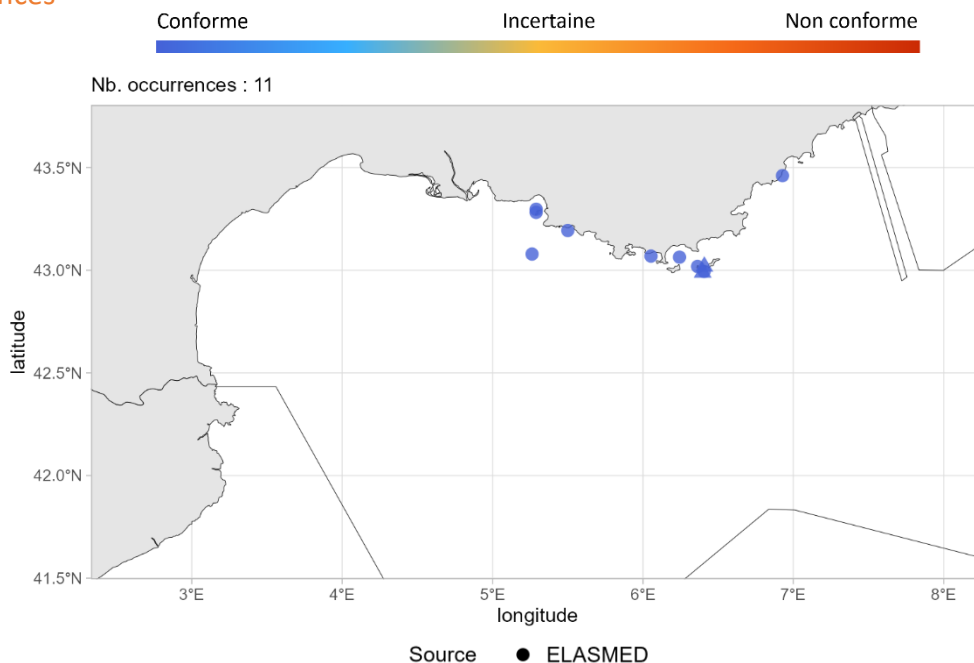 Conforme Incertaine Non conforme
Nb. occurrences : 11
43.5°N
43.0°N
42.5°N
42.0°N
41.5°N
latitude
3°E 4°E 5°E 6°E 7°E 8°E
longitude
Source ELASMED